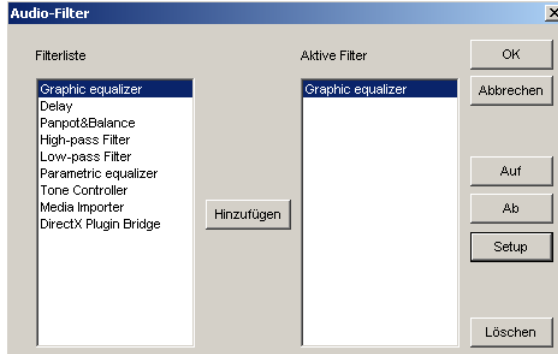 Audio-Filter
Filterliste
Graphic equalizer
Delay
Panpot&Balance
High-pass Filter
Low-pass Filter
Parametric equalizer
Tone Controller
Media Importer
DirectX Plugin Bridge
Hinzufügen
Aktive Filter
Graphic equalizer
OK
Abbrechen
Auf
Ab
Setup
Löschen